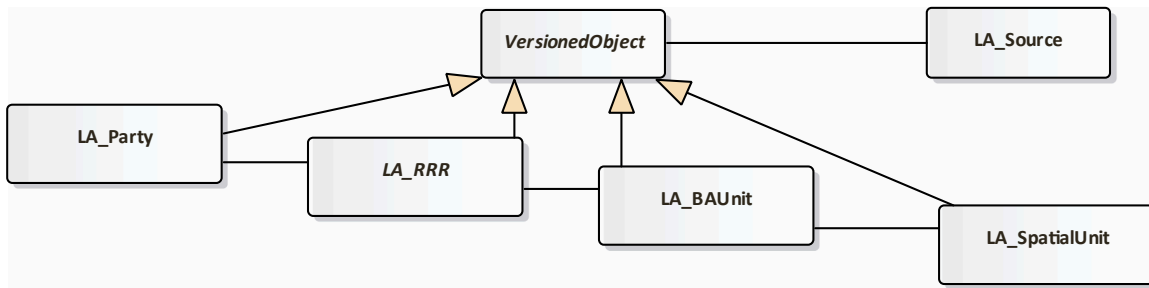 VersionedObject
LA_Source
LA_Party
LA_RRR
LA_BAUnit
LA_SpatialUnit